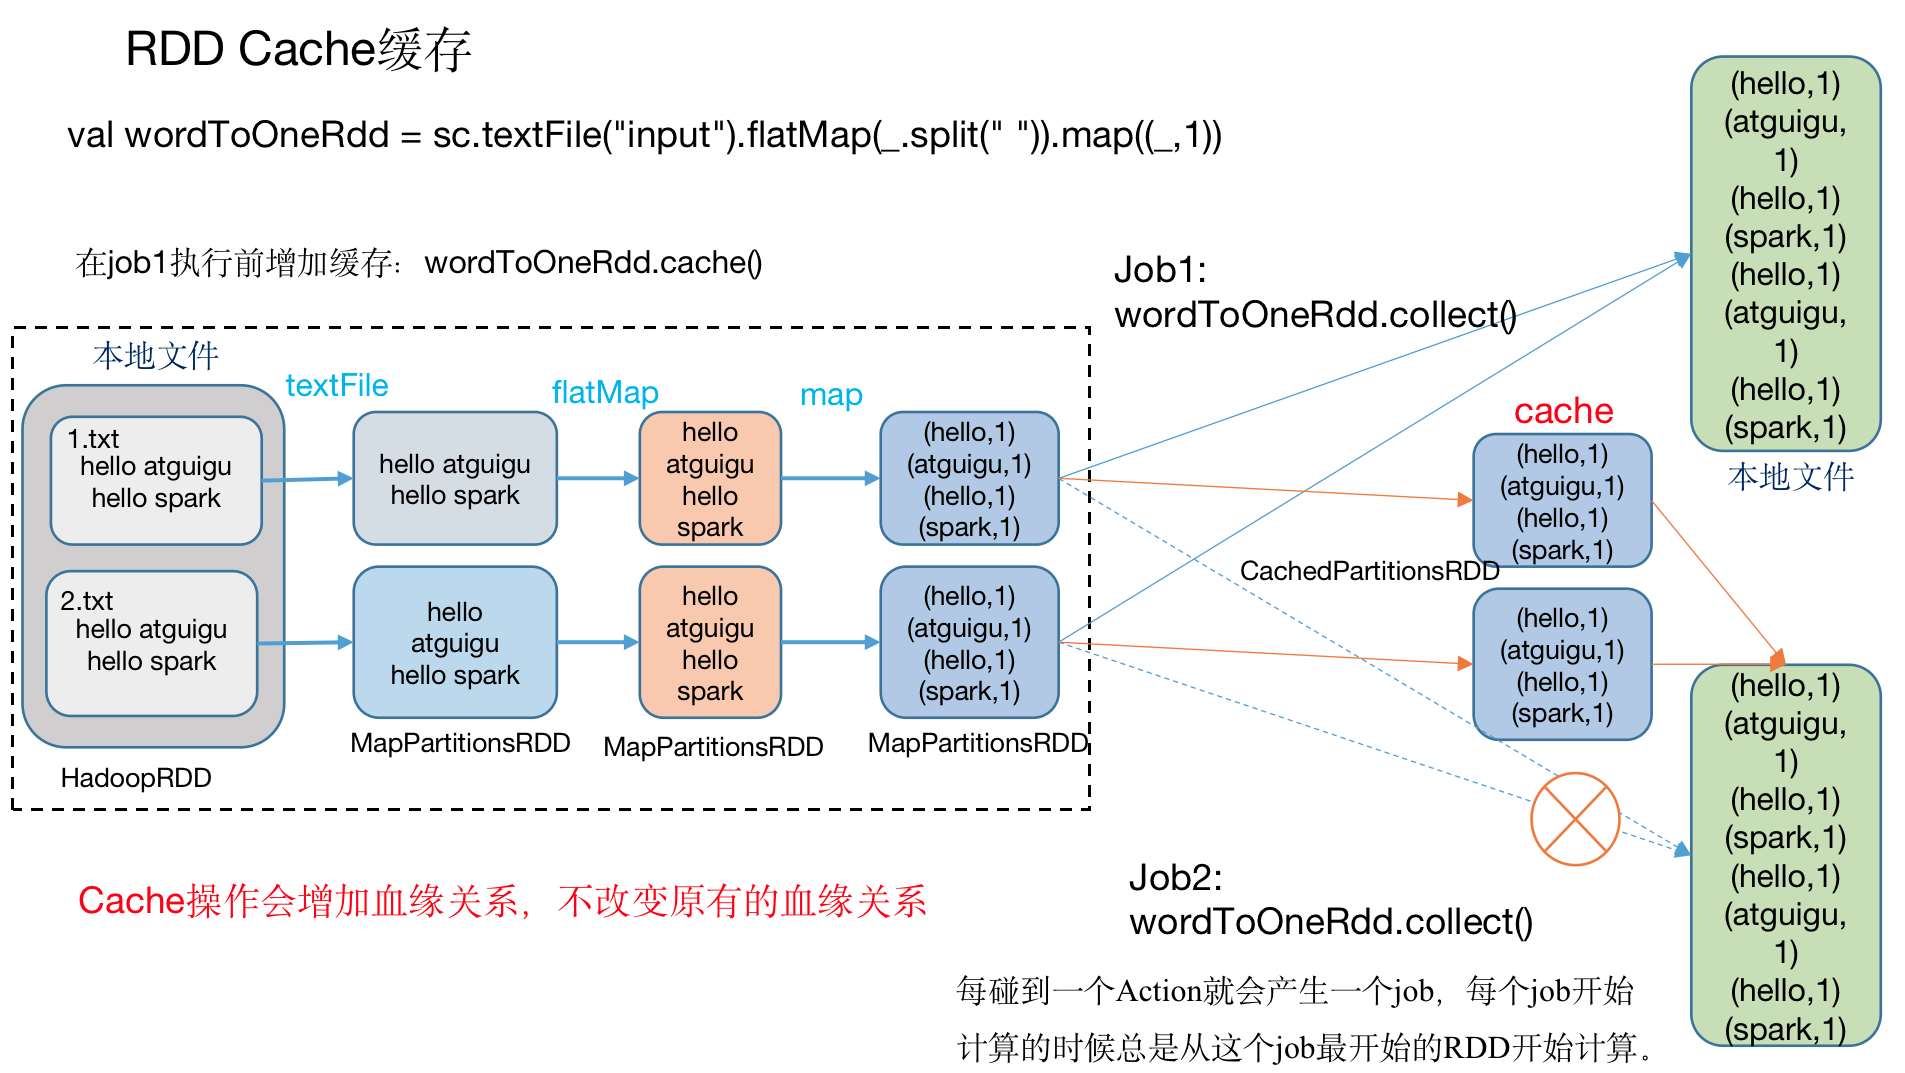 RDD Cache缓存
val wordToOneRdd = sc.textFile("input").flatMap(_.split(" ")).map((_,1))
在job1执行前增加缓存：wordToOneRdd.cache()
本地文件
textFile
flatMap
map
1.txt
hello atguigu
hello spark
2.txt
hello atguigu
hello spark
HadoopRDD
hello atguigu
hello spark
hello
atguigu
hello spark
MapPartitionsRDD
hello
atguigu
hello
spark
hello
atguigu
hello
spark
MapPartitionsRDD
(hello,1)
(atguigu,1)
(hello,1)
(spark,1)
(hello,1)
(atguigu,1)
(hello,1)
(spark,1)
MapPartitionsRDD
Job1:
wordToOneRdd.collect()
cache
(hello,1)
(atguigu,1)
(hello,1)
(spark,1)
CachedPartitionsRDD
(hello,1)
(atguigu,1)
(hello,1)
(spark,1)
(hello,1)
(atguigu,
1)
(hello,1)
(spark,1)
(hello,1)
(atguigu,
1)
(hello,1)
(spark,1)
本地文件
(hello,1)
(atguigu,
1)
(hello,1)
(spark,1)
(hello,1)
(atguigu,
1)
(hello,1)
(spark,1)
Cache操作会增加血缘关系，不改变原有的血缘关系
Job2:
wordToOneRdd.collect()
每碰到一个Action就会产生一个job，每个job开始
计算的时候总是从这个job最开始的RDD开始计算。